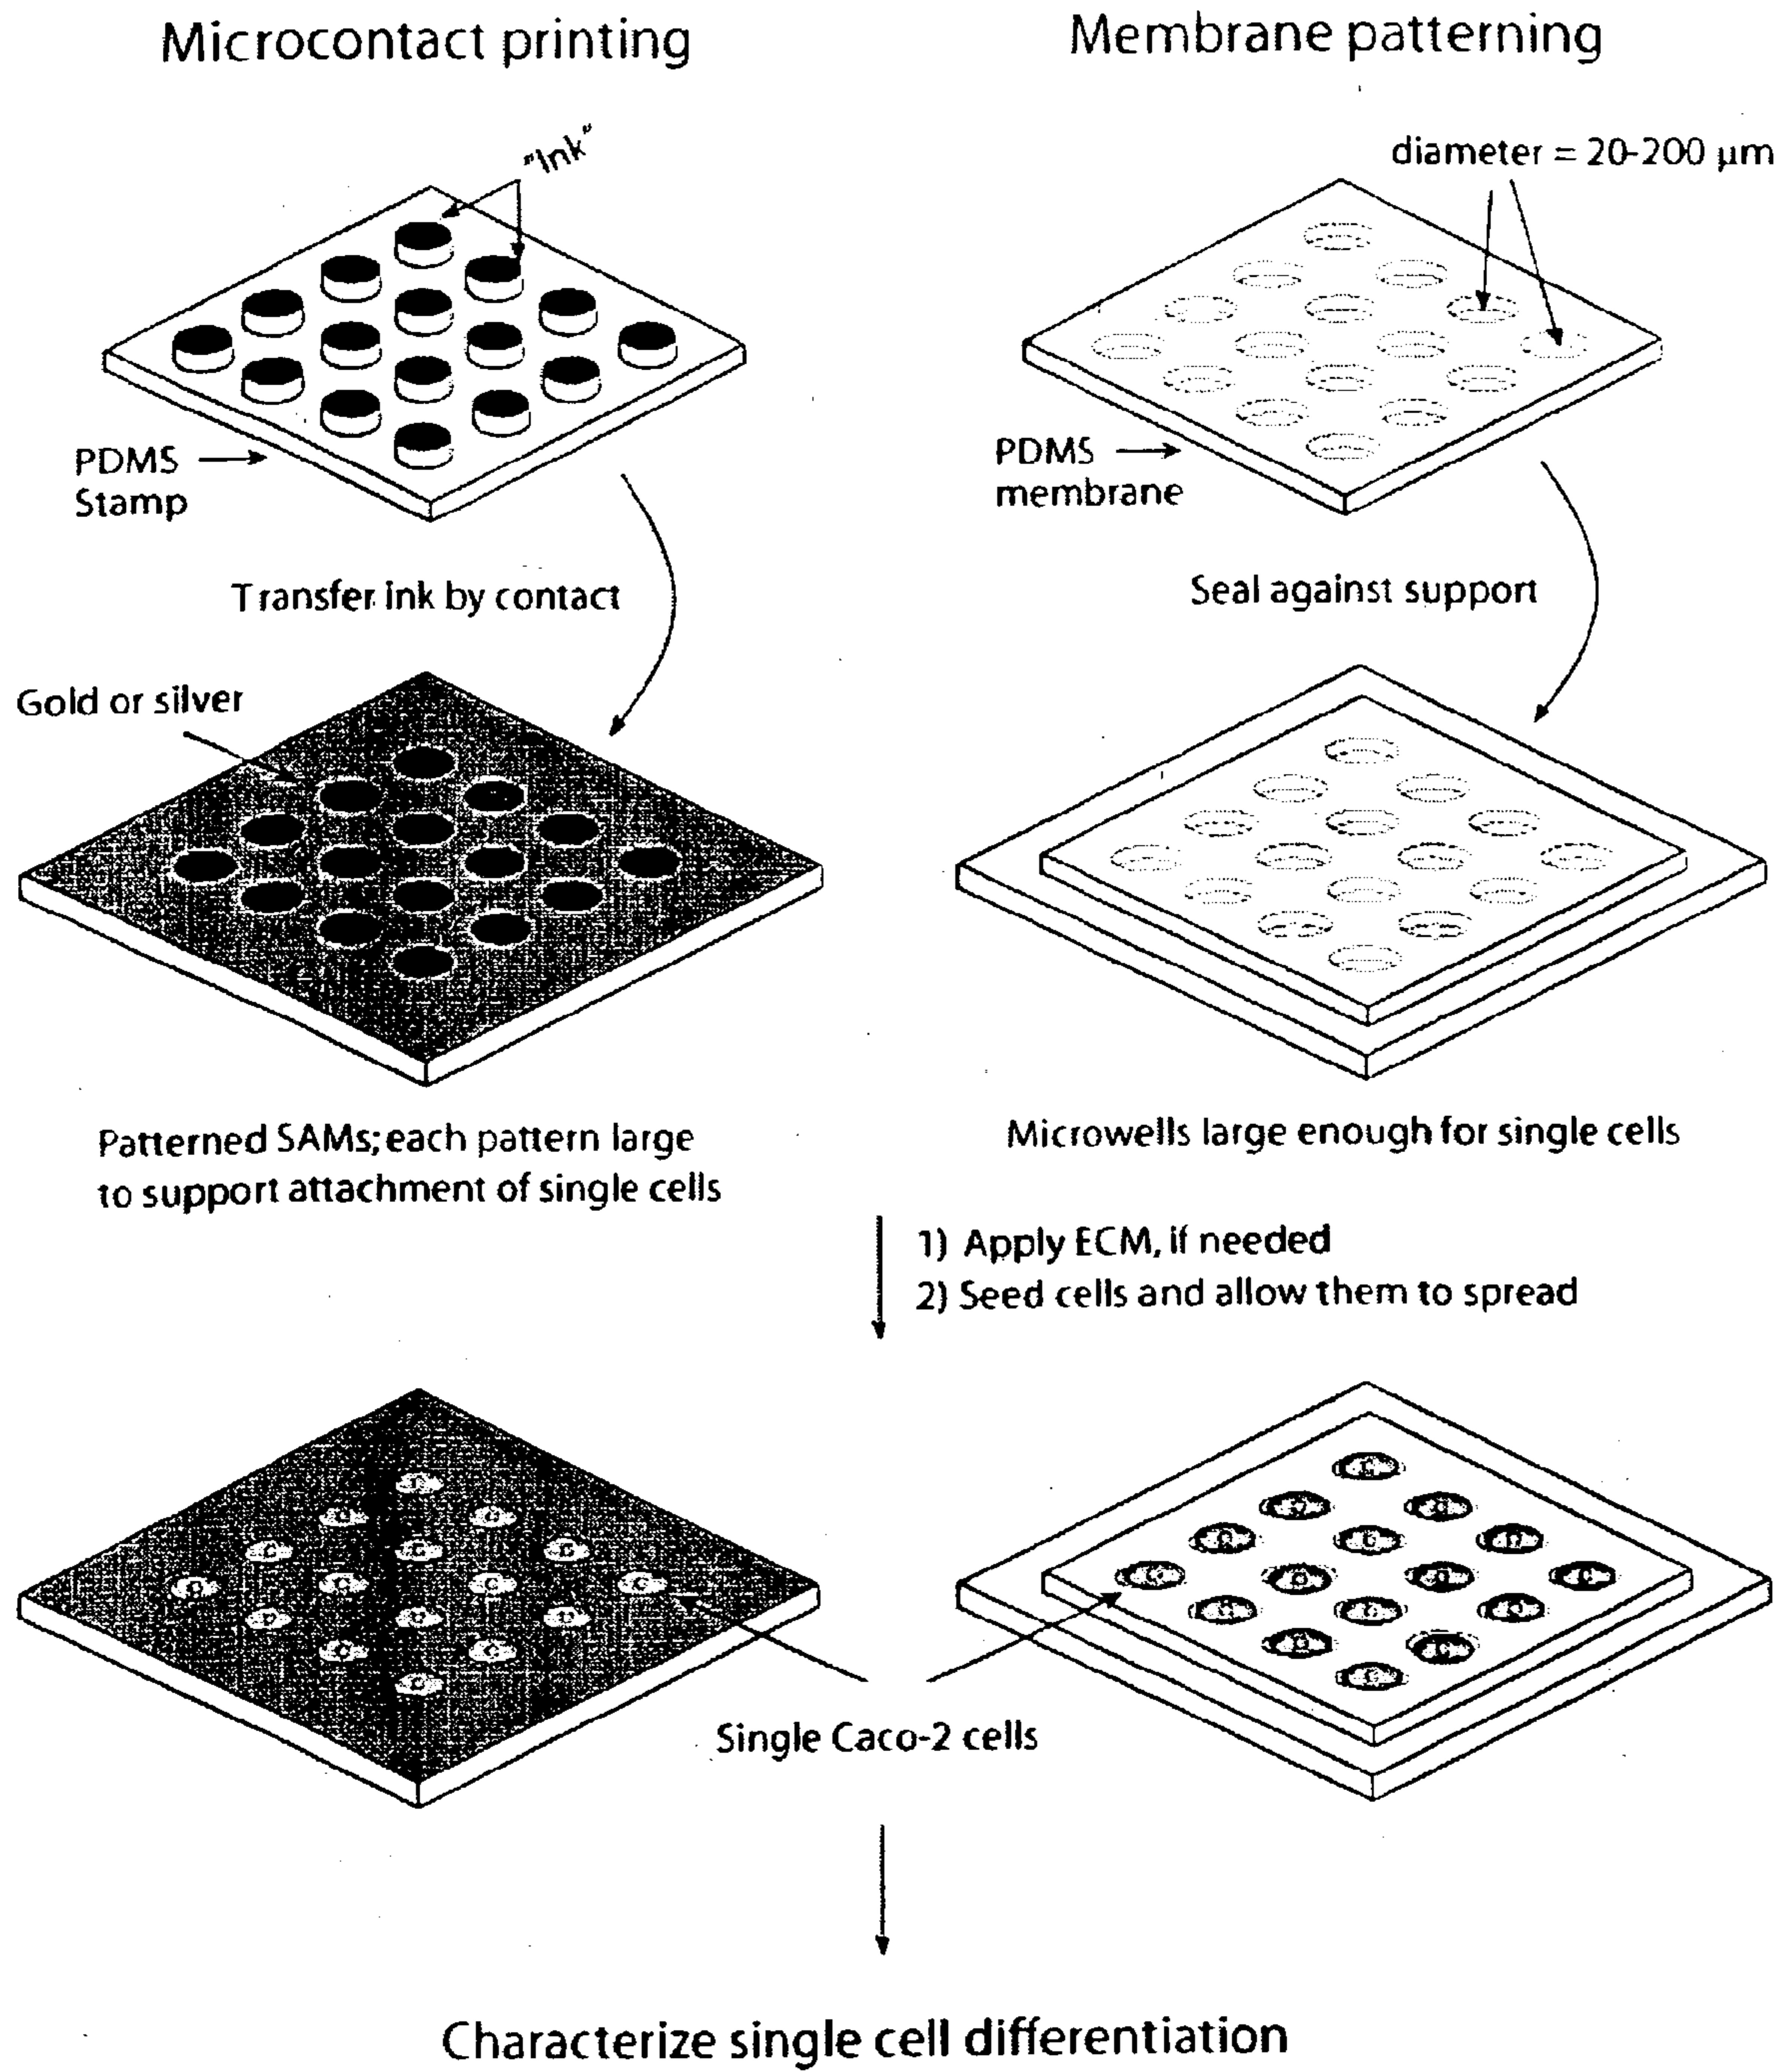 Microcontact printing
Membrane patterning
"Ink"
diameter = 20-200 µm
PDMS
Stamp
PDMS
membrane
Transfer ink by contact
Seal against support
Gold or silver
Patterned SAMs; each pattern large
to support attachment of single cells
Microwells large enough for single cells
1) Apply ECM, if needed
2) Seed cells and allow them to spread
Single Caco-2 cells
Characterize single cell differentiation